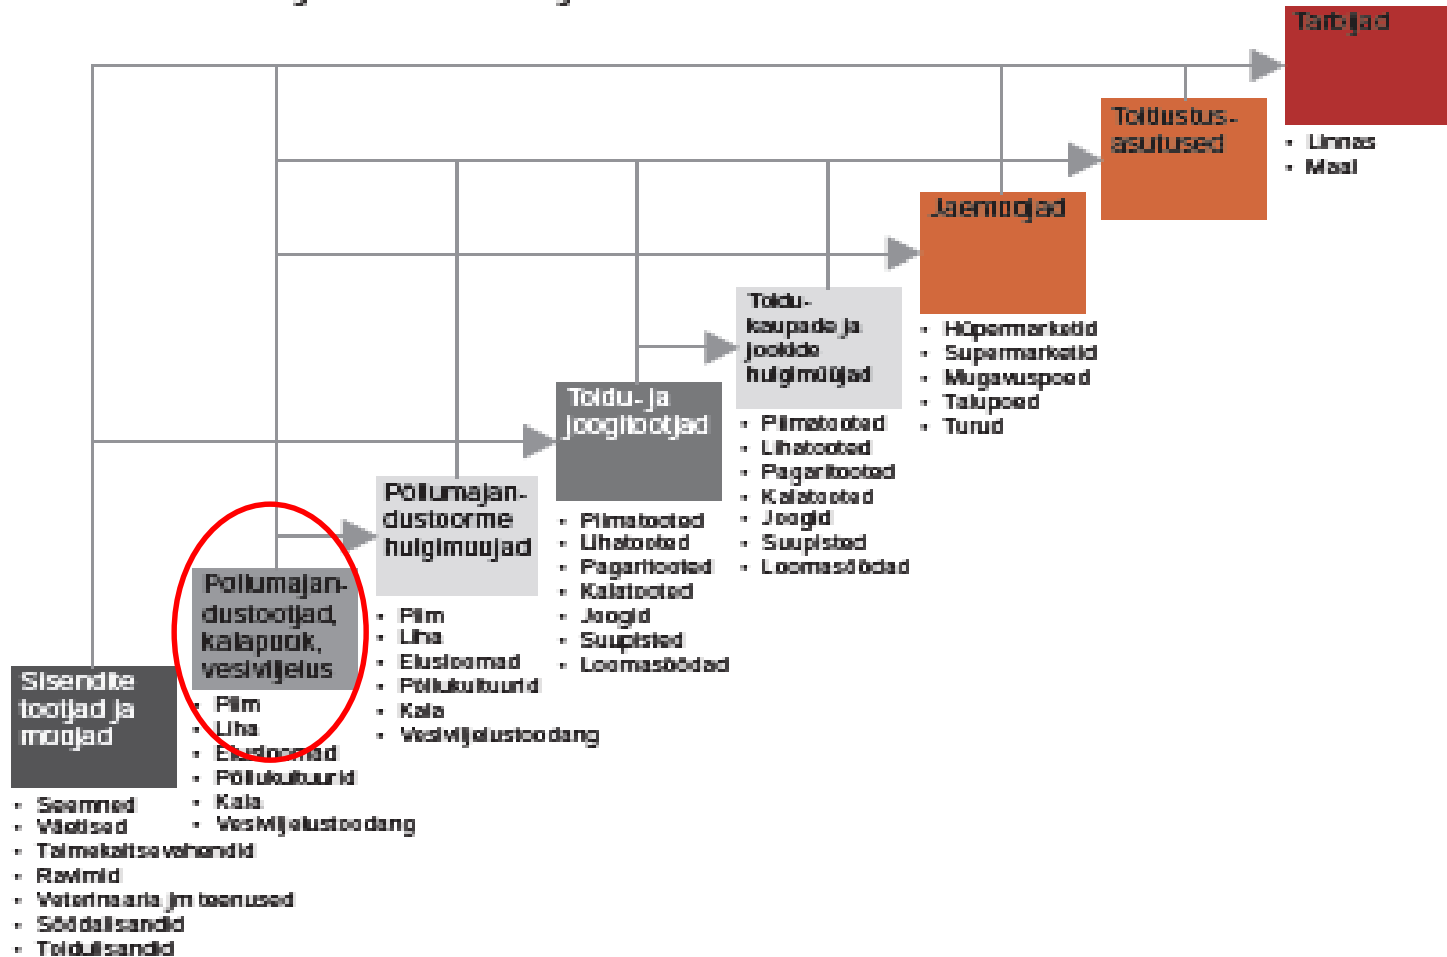 Tarbijad
• Linnas
• Maal
Toitlustus-
asutused
Jaemüüjad
• Hüpermarketid
• Supermarketid
• Mugavuspoed
• Talupoed
• Turud
Toidu-
kaupade ja
jookide
hulgimüüjad
• Piimatooted
• Lihatooted
• Pagaritooted
• Kalatooted
• Joogid
• Suupisted
• Loomasöödad
Toidu- ja
joogitootjad
• Piimatooted
• Lihatooted
• Pagaritooted
• Kalatooted
• Joogid
• Suupisted
• Loomasöödad
Põllumajan-
dustoorme
hulgimüüjad
• Piim
• Liha
• Elusloomad
• Põllukultuurid
• Kala
• Vesiviljelustoodang
Põllumajan-
dustootjad,
kalapüük,
vesiviljelus
• Piim
• Liha
• Elusloomad
• Põllukultuurid
• Kala
• Vesiviljelustoodang
Sisendite
tootjad ja
müüjad
• Seemned
• Väetised
• Taimekaitsevahendid
• Ravimid
• Veterinaaria jm teenused
• Söödalisandid
• Toidulisandid